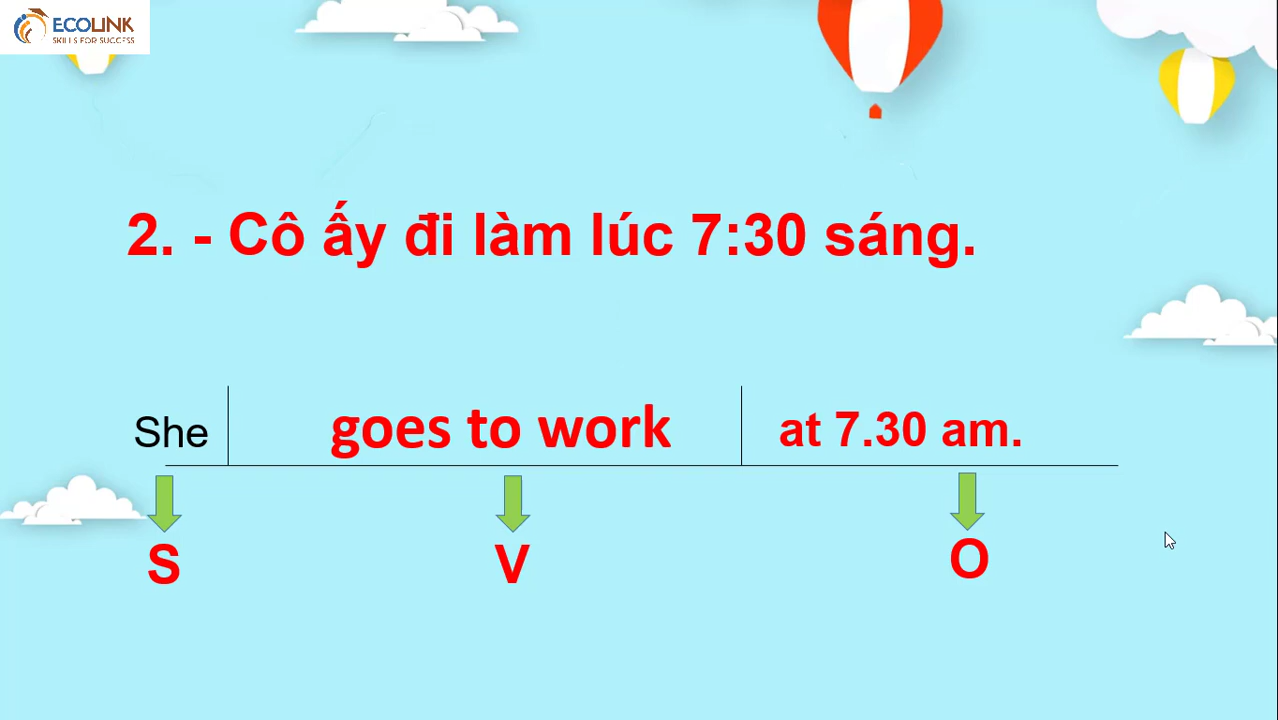 ECOLINK
SKILLS FOR SUCCESS
2. - Cô ấy đi làm lúc 7:30 sáng.
She goes to work at 7.30 am.
S V O